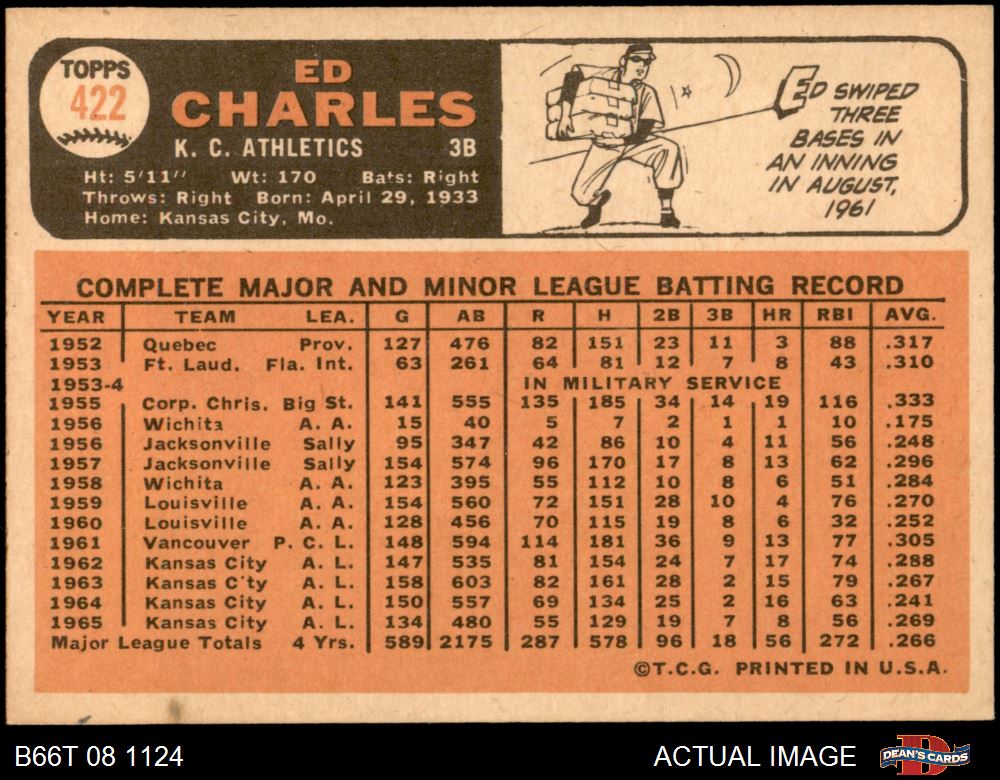 TOPPS
422
ED
CHARLES
K. C. ATHLETICS 3B
Ht: 5'11" Wt: 170 Bats: Right
Throws: Right Born: April 29, 1933
Home: Kansas City, Mo.
ED SWIPED
THREE
BASES IN
AN INNING
IN AUGUST,
1961
COMPLETE MAJOR AND MINOR LEAGUE BATTING RECORD
YEAR TEAM LEA. G AB R H 2B 3B HR RBI AVG.
1952 Quebec Prov. 127 476 82 151 23 11 3 88 .317
1953 Ft. Laud. Fla. Int. 63 261 64 81 12 7 8 43 .310
1953-4 IN MILITARY SERVICE
1955 Corp. Chris. Big St. 141 555 135 185 34 14 19 116 .333
1956 Wichita A. A. 15 40 5 7 2 1 1 10 .175
1956 Jacksonville Sally 95 347 42 86 10 4 11 56 .248
1957 Jacksonville Sally 154 574 96 170 17 8 13 62 .296
1958 Wichita A. A. 123 395 55 112 10 8 6 51 .284
1959 Louisville A. A. 154 560 72 151 28 10 4 76 .270
1960 Louisville A. A. 128 456 70 115 19 8 6 32 .252
1961 Vancouver P. C. L. 148 594 114 181 36 9 13 77 .305
1962 Kansas City A. L. 147 535 81 154 24 7 17 74 .288
1963 Kansas C'ty A. L. 158 603 82 161 28 2 15 79 .267
1964 Kansas City A. L. 150 557 69 134 25 2 16 63 .241
1965 Kansas City A. L. 134 480 55 129 19 7 8 56 .269
Major League Totals 4 Yrs. 589 2175 287 578 96 18 56 272 .266
©T.C.G. PRINTED IN U.S.A.
B66T 08 1124 ACTUAL IMAGE DEAN'S CARDS